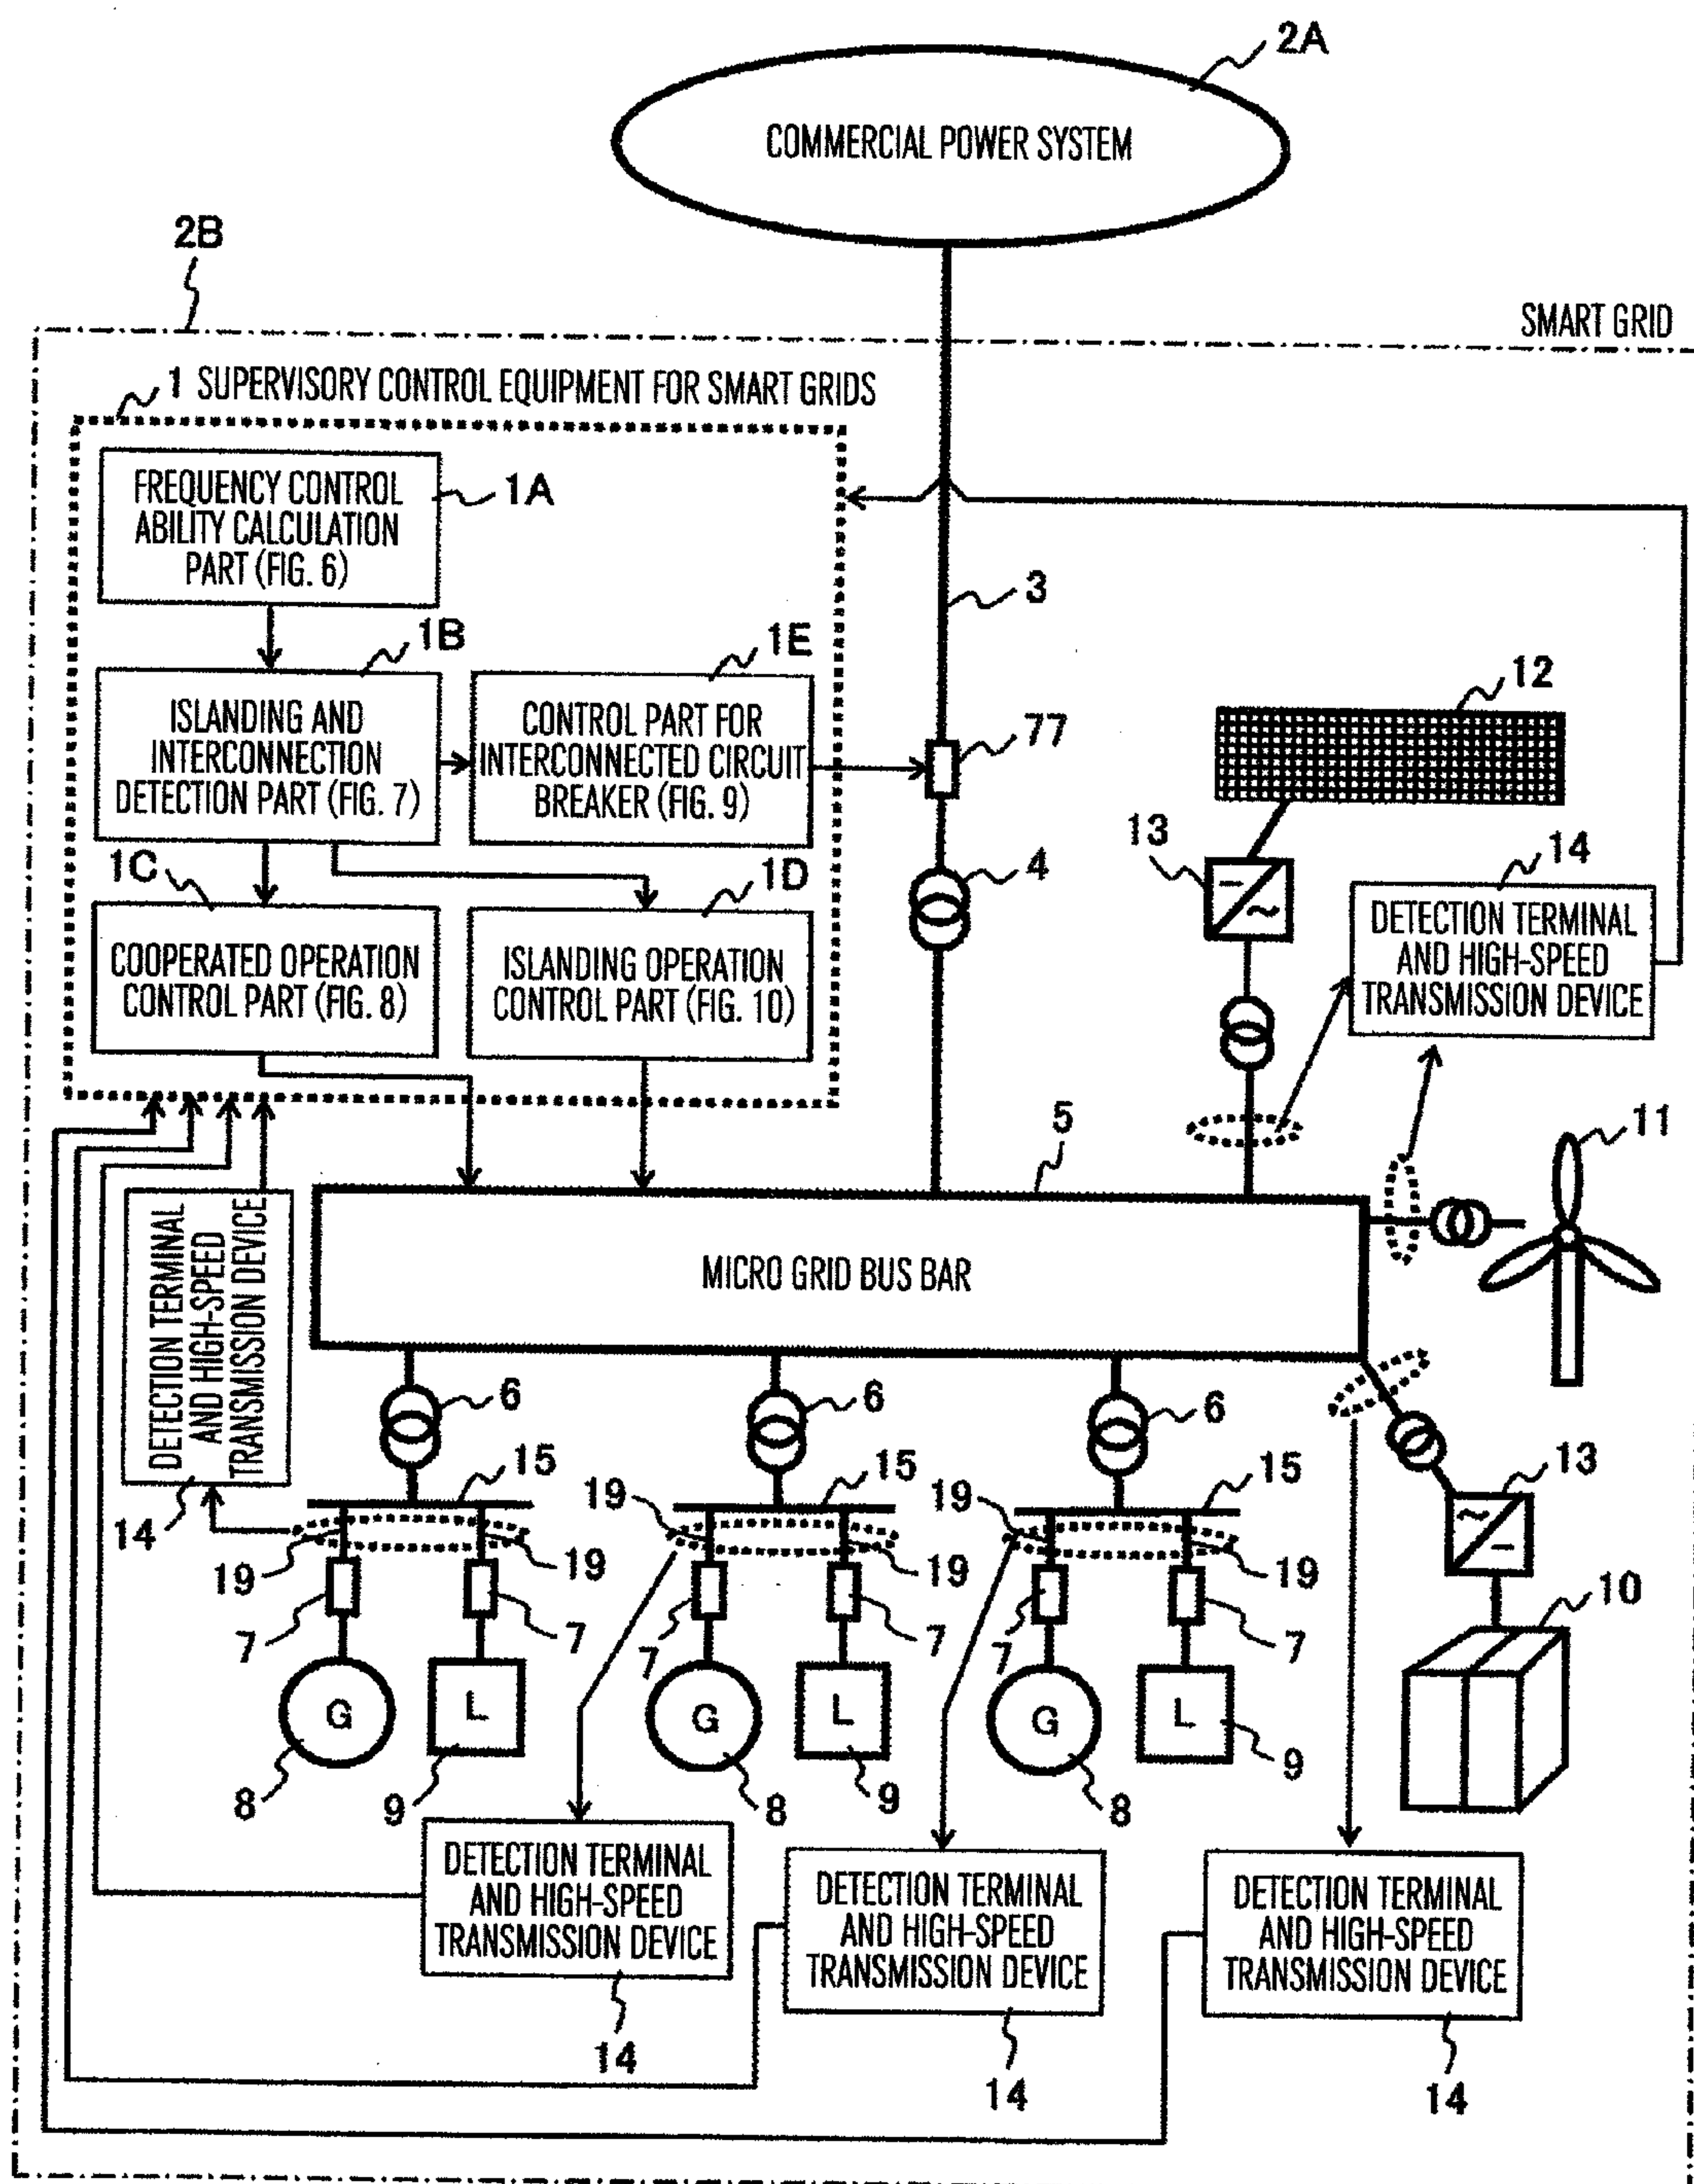 2A
COMMERCIAL POWER SYSTEM
2B
SMART GRID
1 SUPERVISORY CONTROL EQUIPMENT FOR SMART GRIDS
FREQUENCY CONTROL
ABILITY CALCULATION
PART (FIG. 6)
1A
3
1B
ISLANDING AND
INTERCONNECTION
DETECTION PART (FIG. 7)
1E
CONTROL PART FOR
INTERCONNECTED CIRCUIT
BREAKER (FIG. 9)
77
12
13
4
14
DETECTION TERMINAL
AND HIGH-SPEED
TRANSMISSION DEVICE
1C
COOPERATED OPERATION
CONTROL PART (FIG. 8)
1D
ISLANDING OPERATION
CONTROL PART (FIG. 10)
5
11
MICRO GRID BUS BAR
DETECTION TERMINAL
AND HIGH-SPEED
TRANSMISSION DEVICE
14
6
6
6
15
15
15
13
19
19
19
19
19
19
7
7
7
7
7
7
10
G
L
G
L
G
L
8
9
8
9
8
9
~
–
–
~
DETECTION TERMINAL
AND HIGH-SPEED
TRANSMISSION DEVICE
14
DETECTION TERMINAL
AND HIGH-SPEED
TRANSMISSION DEVICE
14
DETECTION TERMINAL
AND HIGH-SPEED
TRANSMISSION DEVICE
14